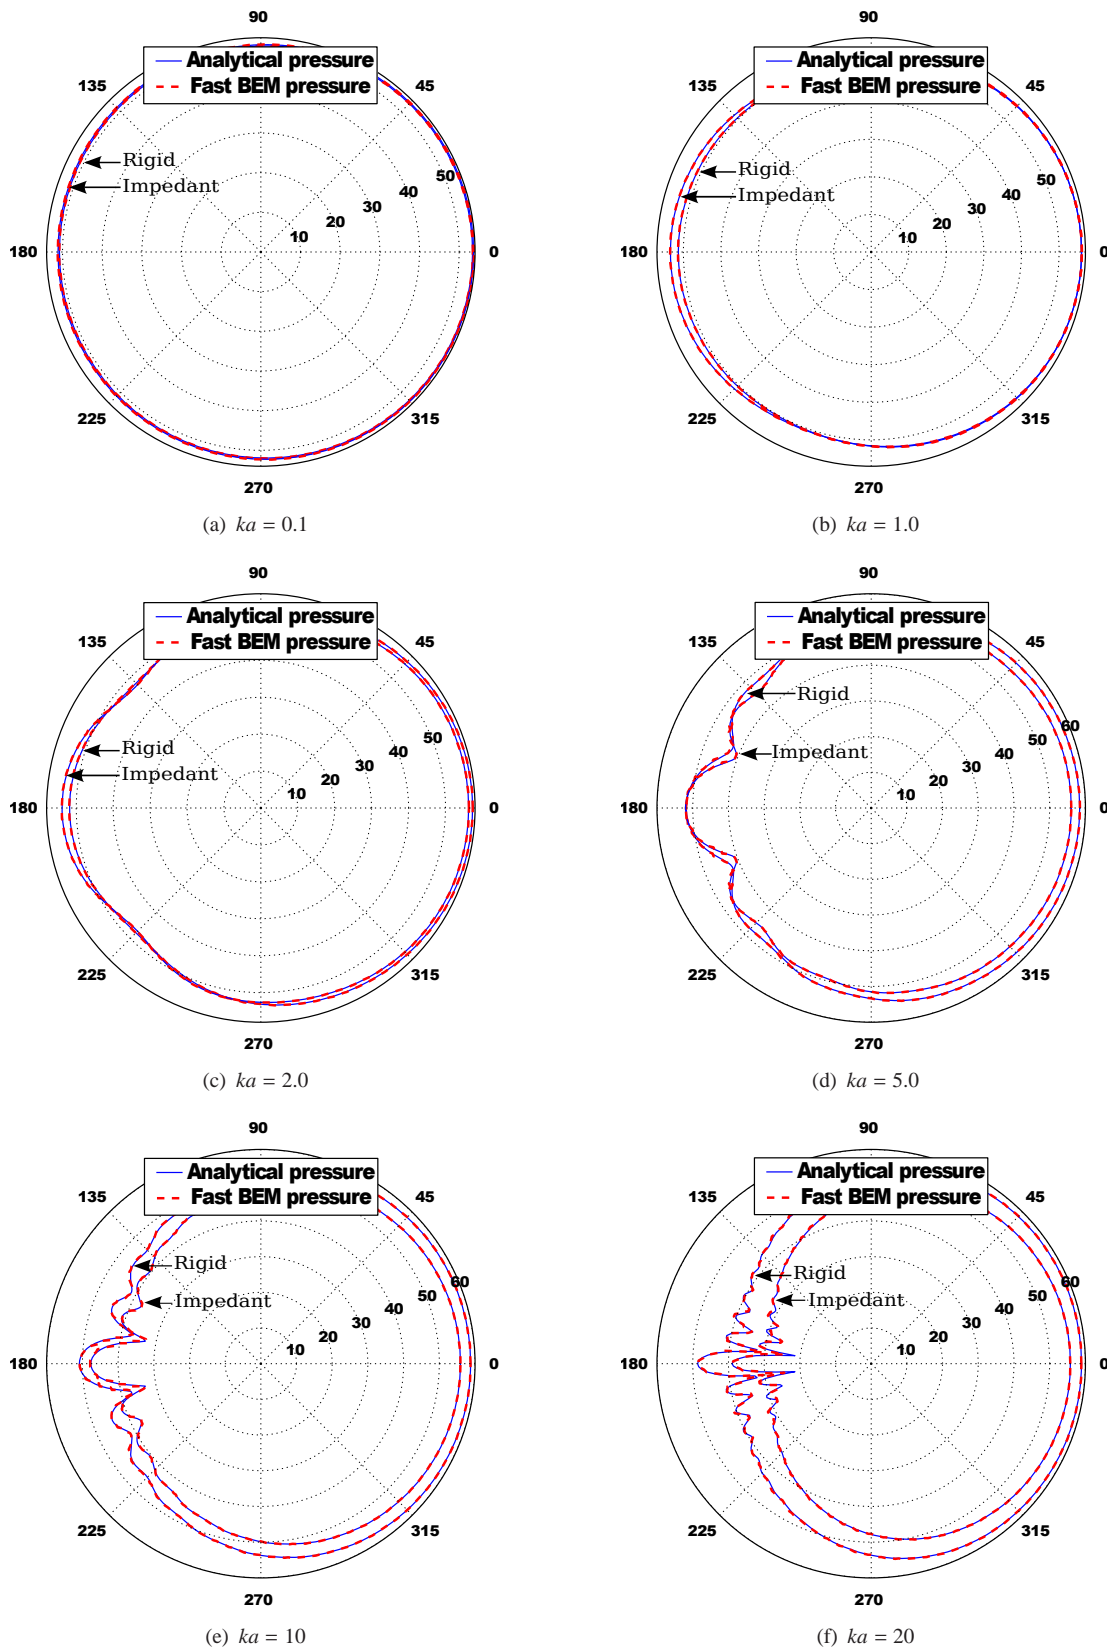 90
Analytical pressure
Fast BEM pressure
135
45
Rigid
Impedant
50
40
30
20
10
180
0
225
315
270
(a) ka = 0.1
90
Analytical pressure
Fast BEM pressure
135
45
Rigid
Impedant
50
40
30
20
10
180
0
225
315
270
(b) ka = 1.0
90
Analytical pressure
Fast BEM pressure
135
45
Rigid
Impedant
50
40
30
20
10
180
0
225
315
270
(c) ka = 2.0
90
Analytical pressure
Fast BEM pressure
135
45
Rigid
Impedant
60
50
40
30
20
10
180
0
225
315
270
(d) ka = 5.0
90
Analytical pressure
Fast BEM pressure
135
45
Rigid
Impedant
60
50
40
30
20
10
180
0
225
315
270
(e) ka = 10
90
Analytical pressure
Fast BEM pressure
135
45
Rigid
Impedant
60
50
40
30
20
10
180
0
225
315
270
(f) ka = 20